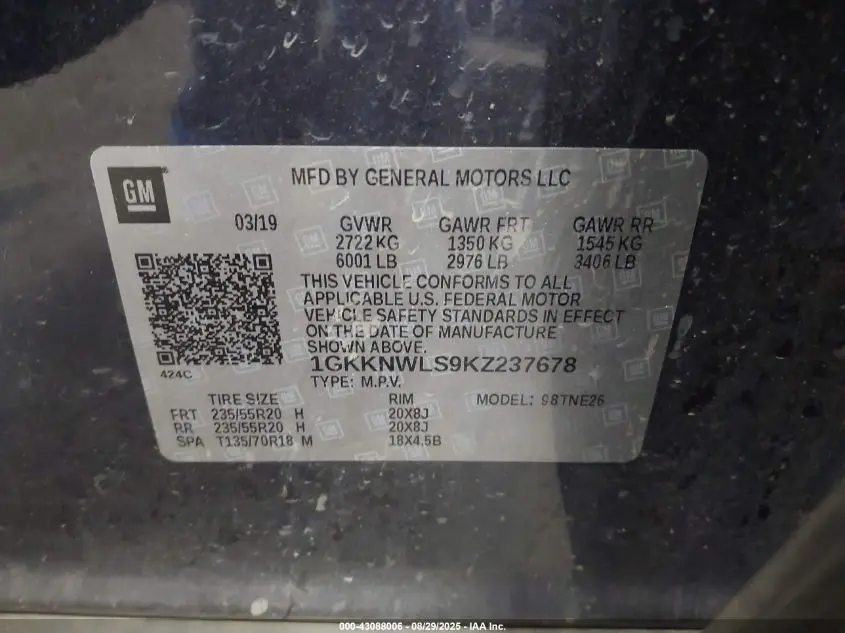 GM
MFD BY GENERAL MOTORS LLC
03/19 GVWR GAWR FRT GAWR RR
2722 KG 1350 KG 1545 KG
6001 LB 2976 LB 3406 LB
THIS VEHICLE CONFORMS TO ALL
APPLICABLE U.S. FEDERAL MOTOR
VEHICLE SAFETY STANDARDS IN EFFECT
ON THE DATE OF MANUFACTURE
SHOWN ABOVE.
424C
1GKKNWLS9KZ237678
TYPE: M.P.V.
TIRE SIZE RIM MODEL: 98TNE26
FRT 235/55R20 H 20X8J
RR 235/55R20 H 20X8J
SPA T135/70R18 M 18X4.5B
000-43088006 - 08/29/2025 - IAA Inc.